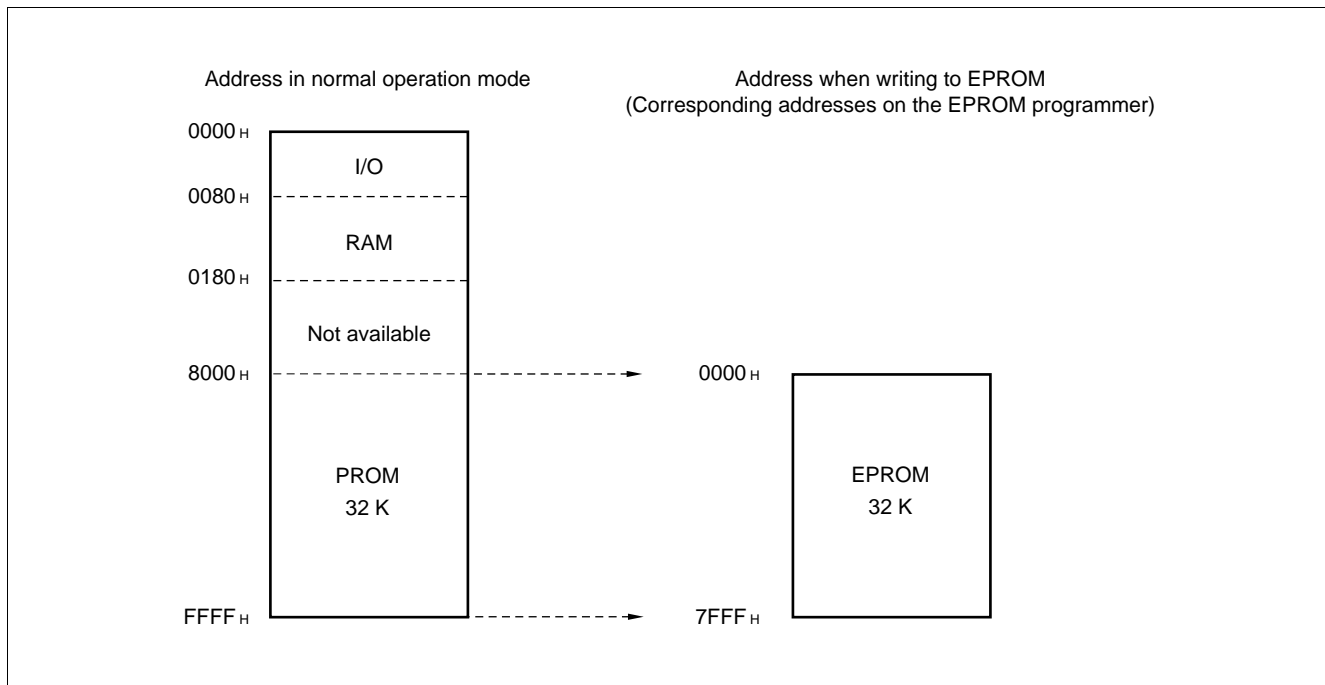 Address in normal operation mode
Address when writing to EPROM
(Corresponding addresses on the EPROM programmer)
0000 H
I/O
0080 H
RAM
0180 H
Not available
8000 H
0000 H
PROM
32 K
EPROM
32 K
FFFF H
7FFF H